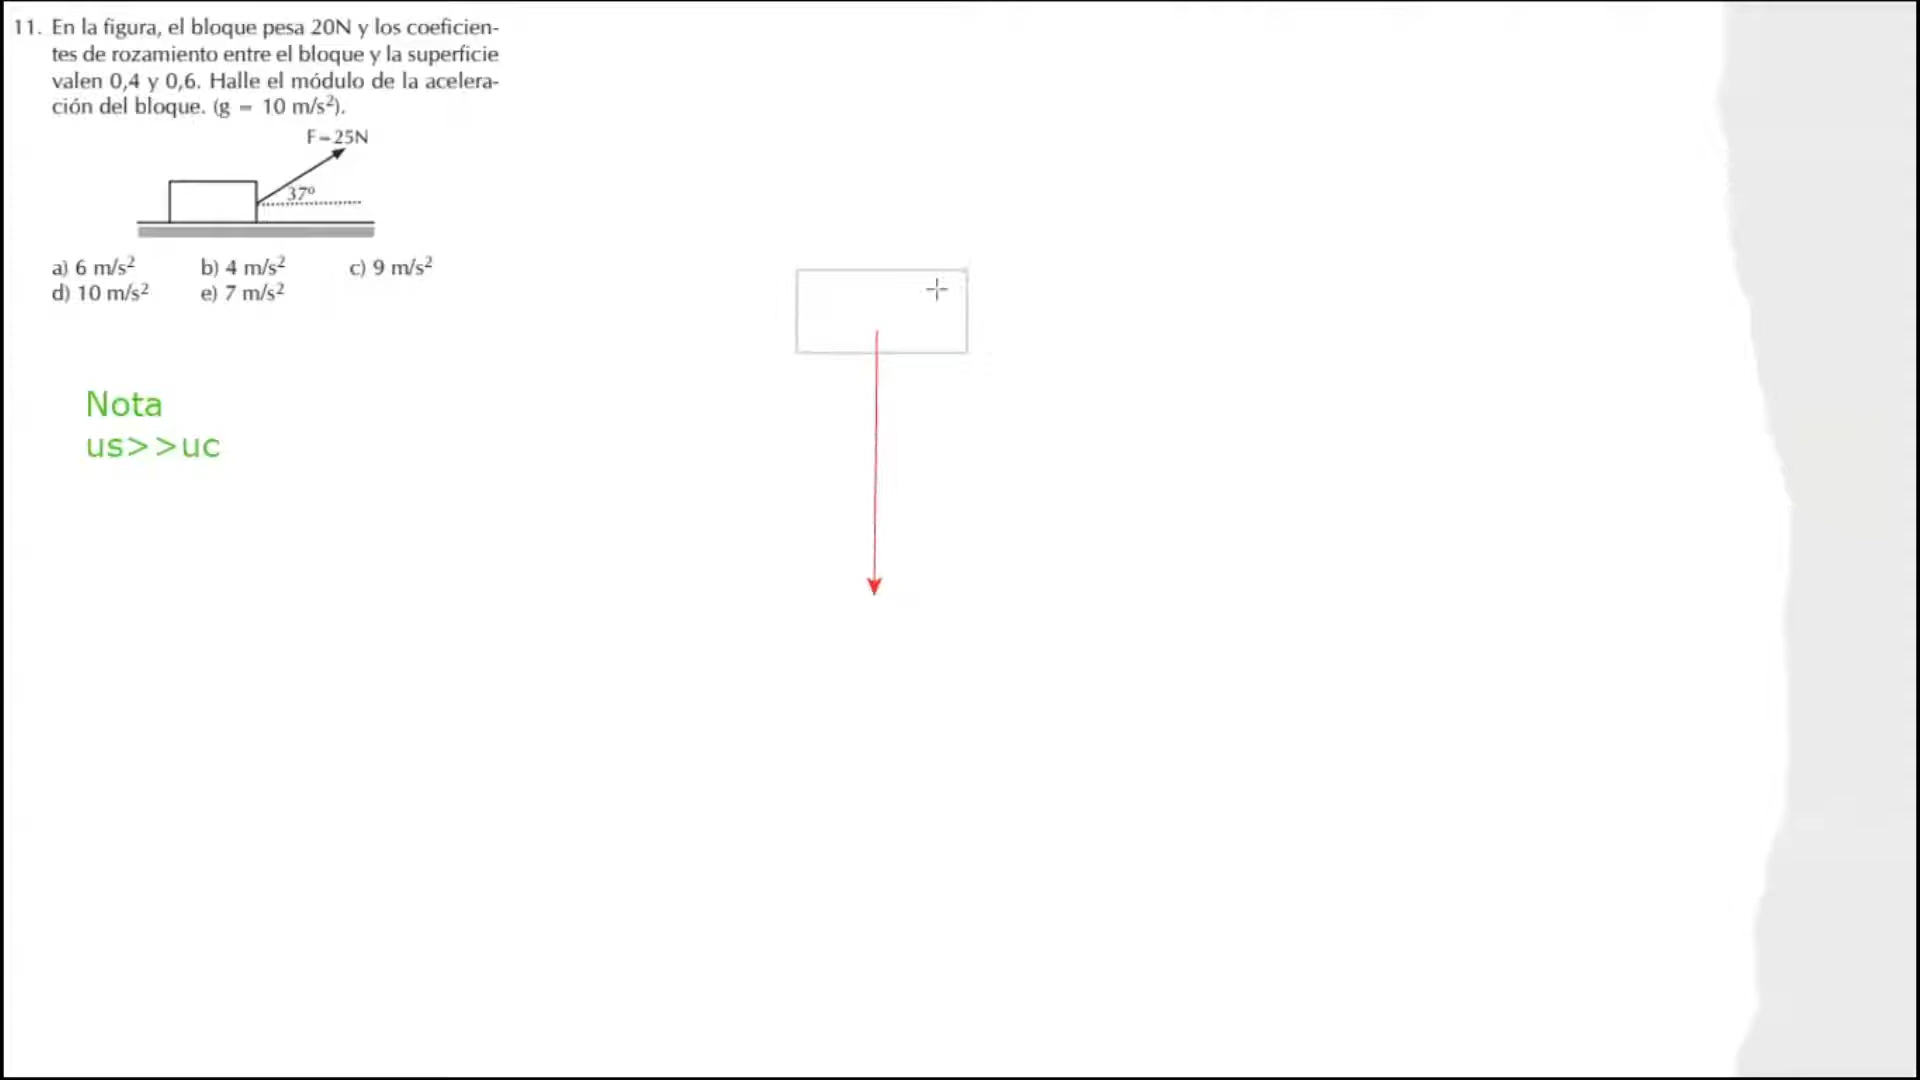 11. En la figura, el bloque pesa 20N y los coeficien-
tes de rozamiento entre el bloque y la superficie
valen 0,4 y 0,6. Halle el módulo de la acelera-
ción del bloque. (g = 10 m/s²).
F=25N
37º
a) 6 m/s² b) 4 m/s² c) 9 m/s²
d) 10 m/s² e) 7 m/s²
Nota
us>>uc